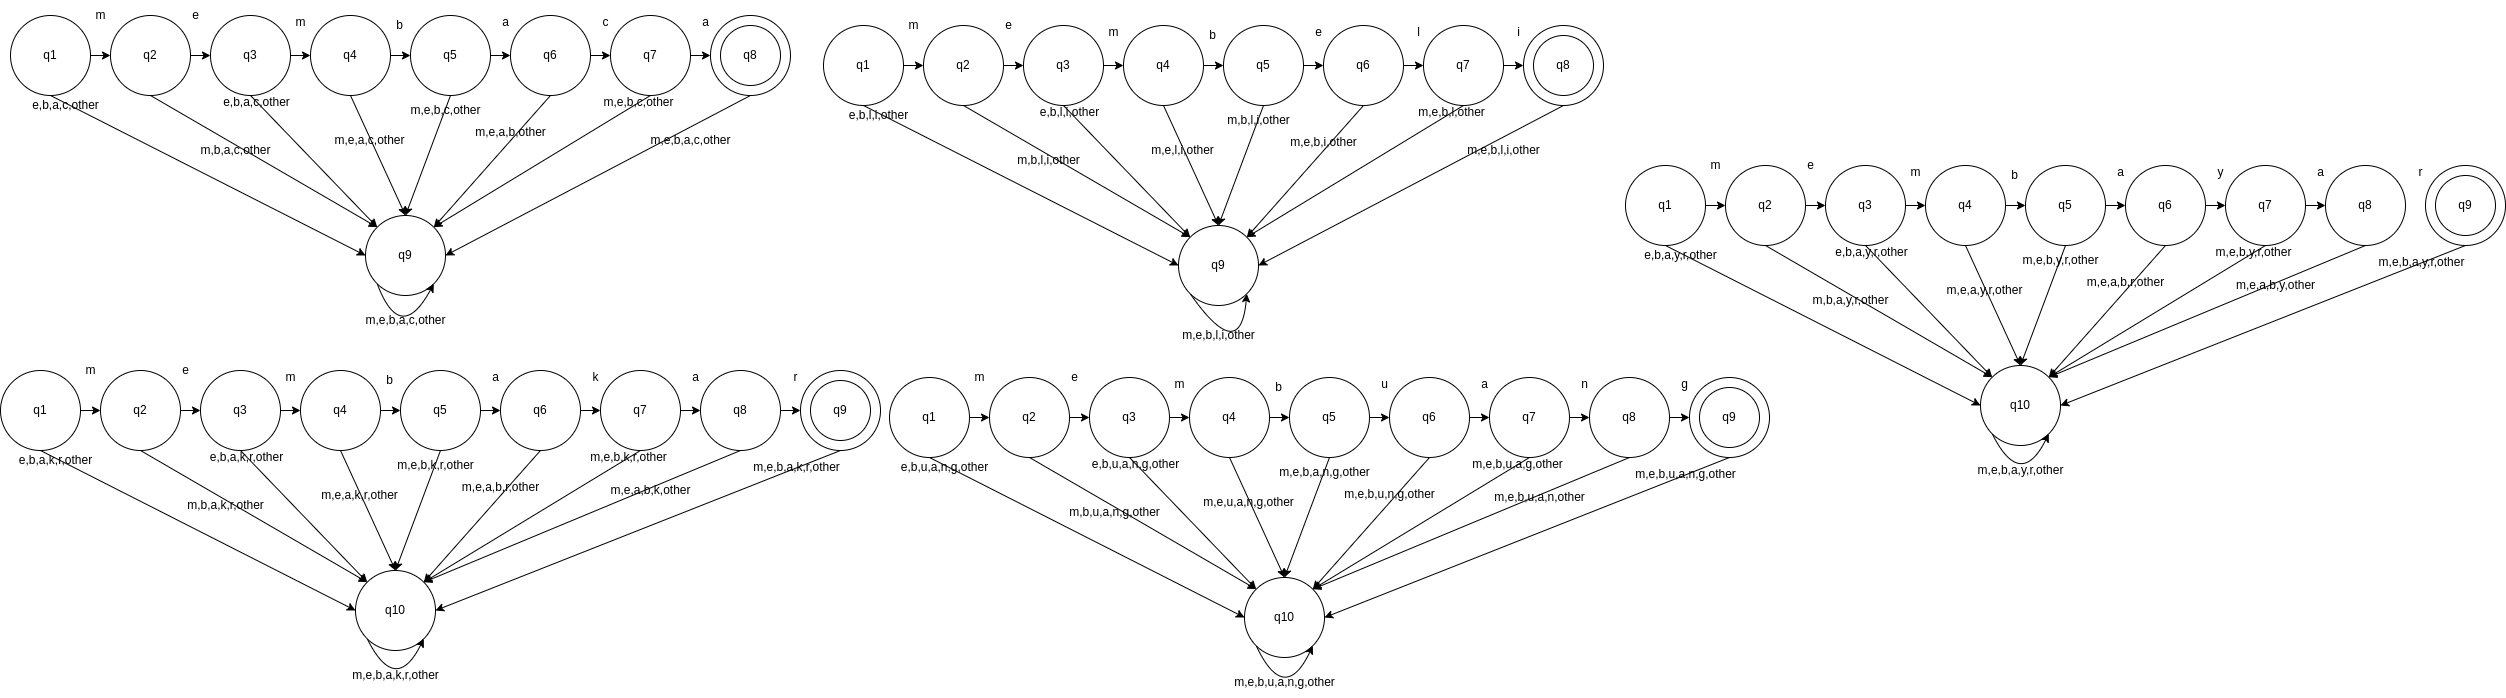 m e m b a c a
q1 q2 q3 q4 q5 q6 q7 q8
e,b,a,c,other
m,b,a,c,other
e,b,a,c,other
m,e,a,c,other
m,e,b,c,other
m,e,a,b,other
m,e,b,c,other
m,e,b,a,c,other
q9
m,e,b,a,c,other
m e m b e l i
q1 q2 q3 q4 q5 q6 q7 q8
e,b,l,i,other
m,b,l,i,other
e,b,l,i,other
m,e,l,i,other
m,b,l,i,other
m,e,b,i,other
m,e,b,l,other
m,e,b,l,i,other
q9
m,e,b,l,i,other
m e m b a y a r
q1 q2 q3 q4 q5 q6 q7 q8 q9
e,b,a,y,r,other
m,b,a,y,r,other
e,b,a,y,r,other
m,e,a,y,r,other
m,e,b,y,r,other
m,e,a,b,r,other
m,e,b,y,r,other
m,e,a,b,y,other
m,e,b,a,y,r,other
q10
m,e,b,a,y,r,other
m e m b a k a r
q1 q2 q3 q4 q5 q6 q7 q8 q9
e,b,a,k,r,other
m,b,a,k,r,other
e,b,a,k,r,other
m,e,a,k,r,other
m,e,b,k,r,other
m,e,a,b,r,other
m,e,b,k,r,other
m,e,a,b,k,other
m,e,b,a,k,r,other
q10
m,e,b,a,k,r,other
m e m b u a n g
q1 q2 q3 q4 q5 q6 q7 q8 q9
e,b,u,a,n,g,other
m,b,u,a,n,g,other
e,b,u,a,n,g,other
m,e,u,a,n,g,other
m,e,b,a,n,g,other
m,e,b,u,n,g,other
m,e,b,u,a,g,other
m,e,b,u,a,n,other
m,e,b,u,a,n,g,other
q10
m,e,b,u,a,n,g,other